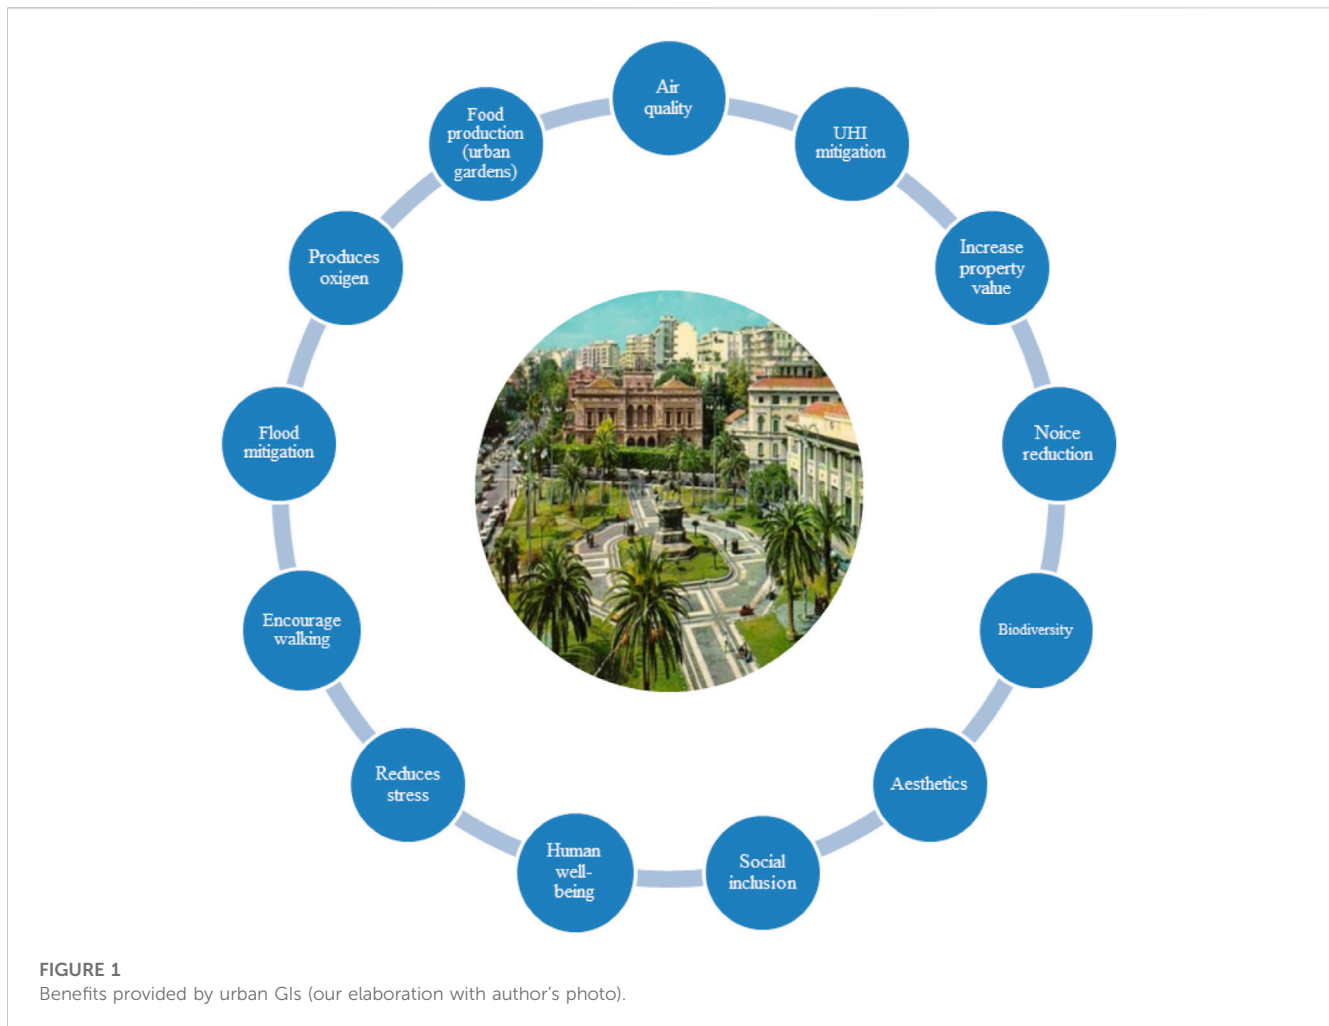 Air
quality
UHI
mitigation
Increase
property
value
Noice
reduction
Biodiversity
Aesthetics
Social
inclusion
Human
well-
being
Reduces
stress
Encourage
walking
Flood
mitigation
Produces
oxigen
Food
production
(urban
gardens)
FIGURE 1
Benefits provided by urban GIs (our elaboration with author's photo).